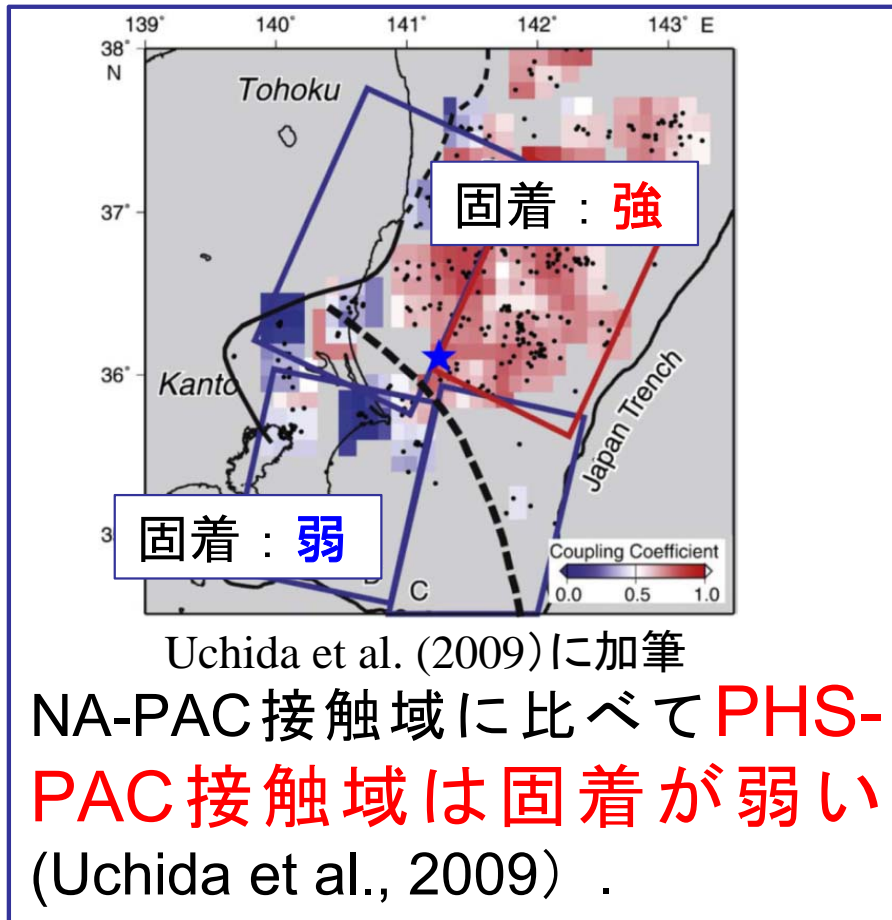 139° 140° 141° 142° 143° E
38°
N
Tohoku
固着：強
37°
36°
Kanto
Japan Trench
固着：弱
Coupling Coefficient
0.0 0.5 1.0
C
Uchida et al. (2009)に加筆
NA-PAC接触域に比べてPHS-
PAC接触域は固着が弱い
(Uchida et al., 2009）.